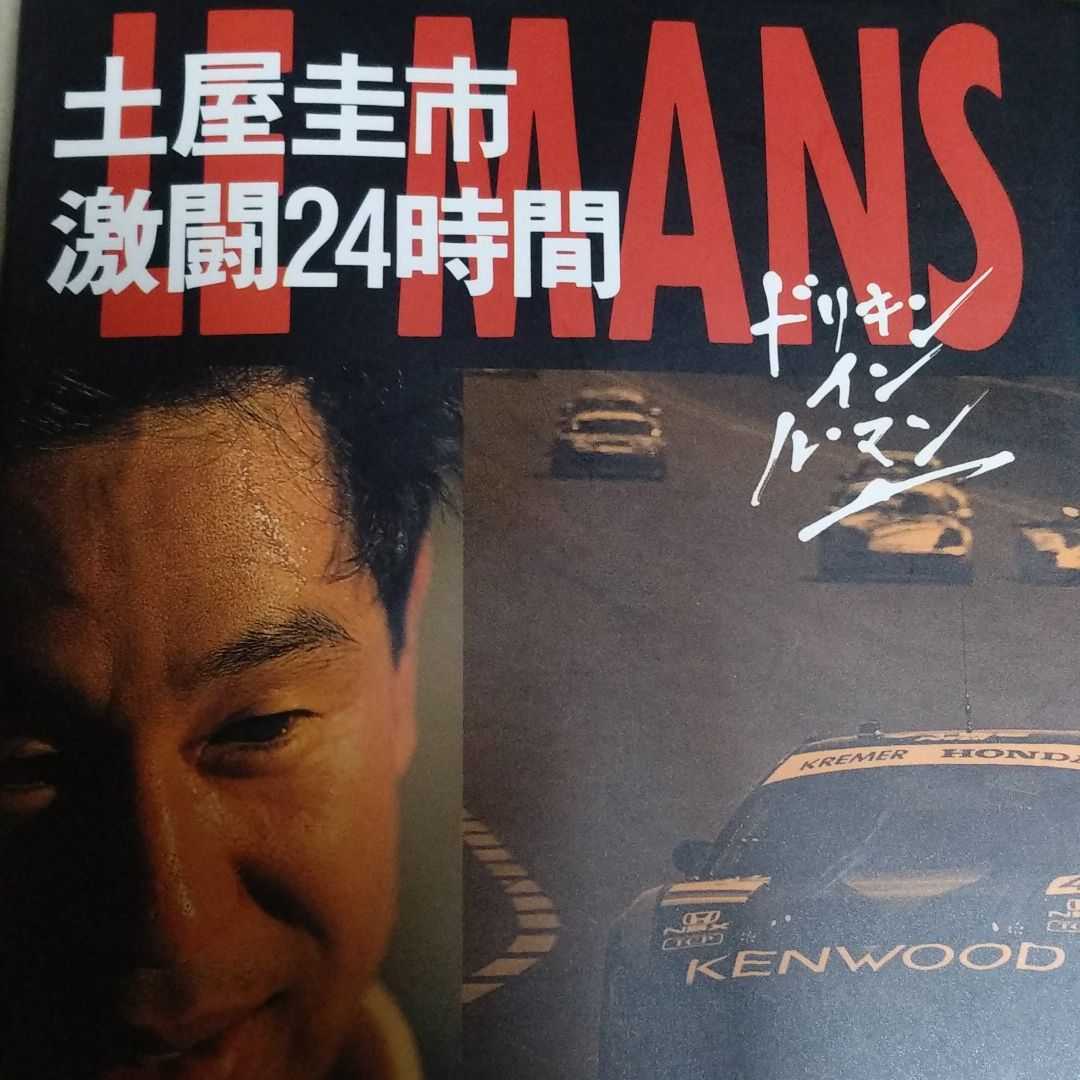 LE MANS
土屋圭市
激闘24時間
ドリキン
イン
ル・マン
KREMER HONDA
KENWOOD